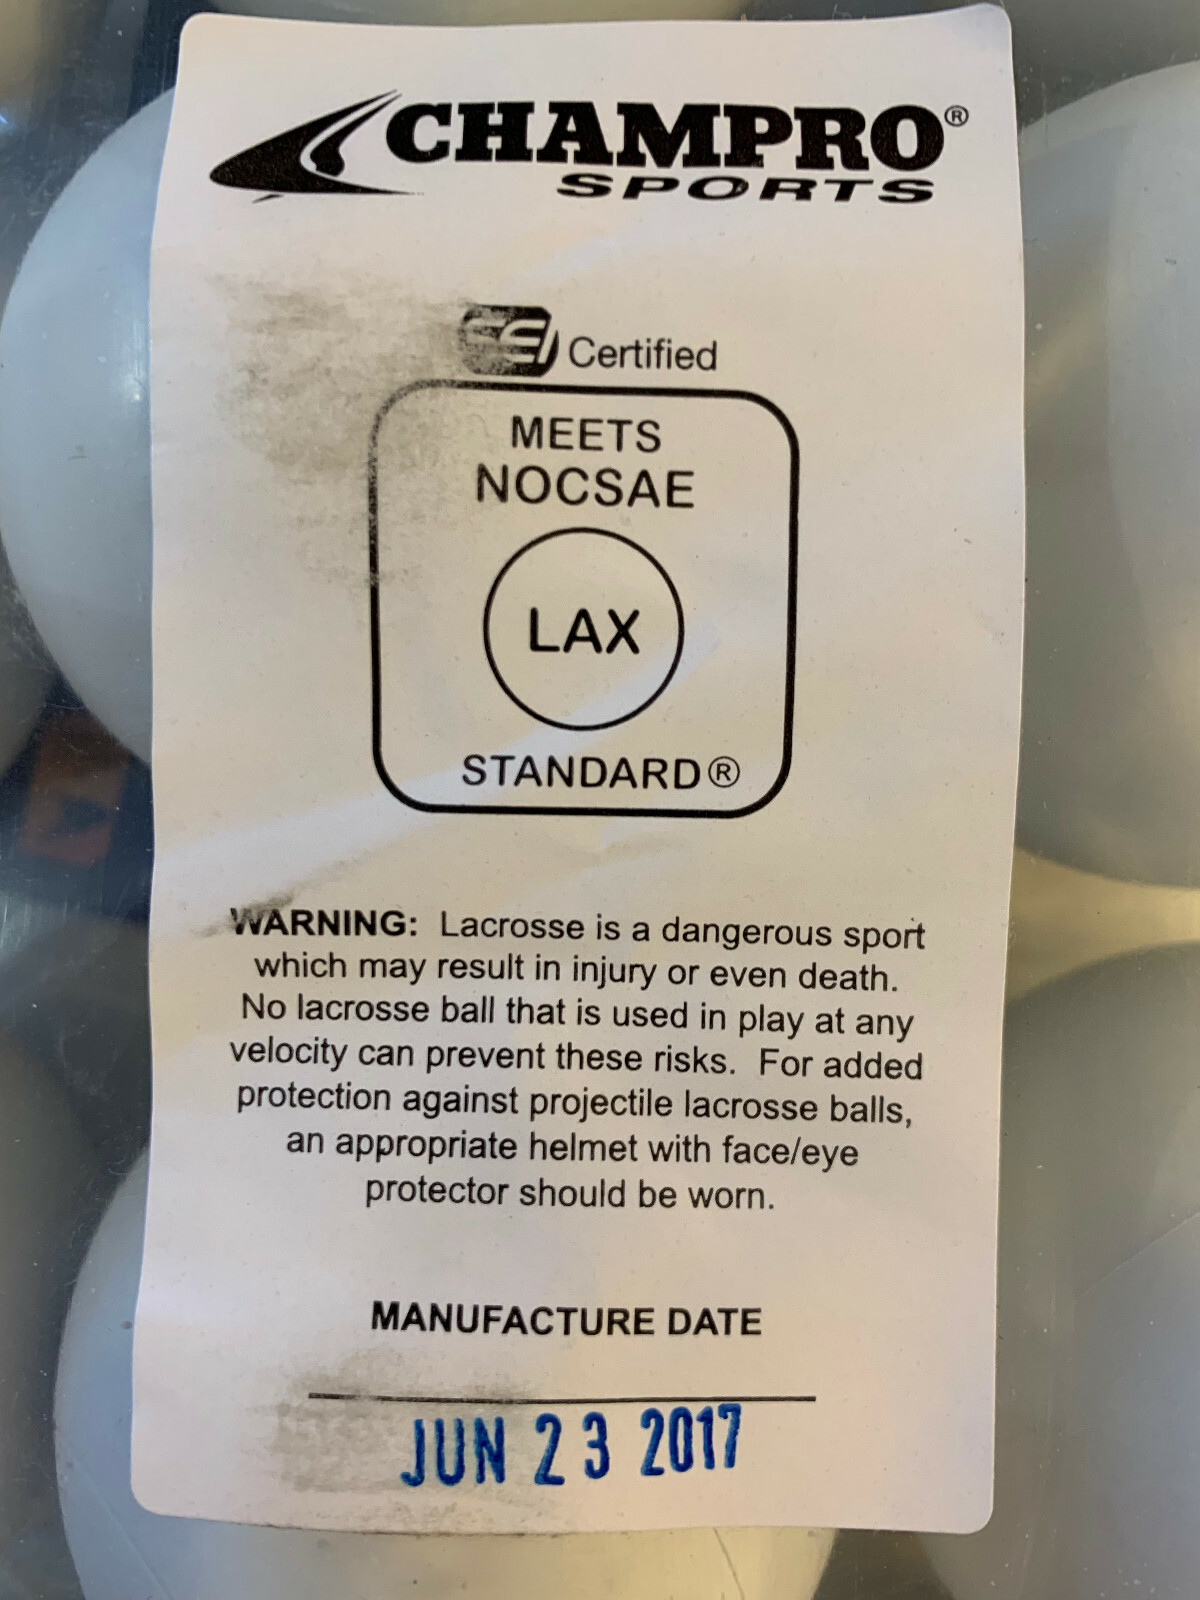 CHAMPRO®
SPORTS
SEI Certified
MEETS
NOCSAE
LAX
STANDARD®
WARNING: Lacrosse is a dangerous sport
which may result in injury or even death.
No lacrosse ball that is used in play at any
velocity can prevent these risks. For added
protection against projectile lacrosse balls,
an appropriate helmet with face/eye
protector should be worn.
MANUFACTURE DATE
JUN 23 2017